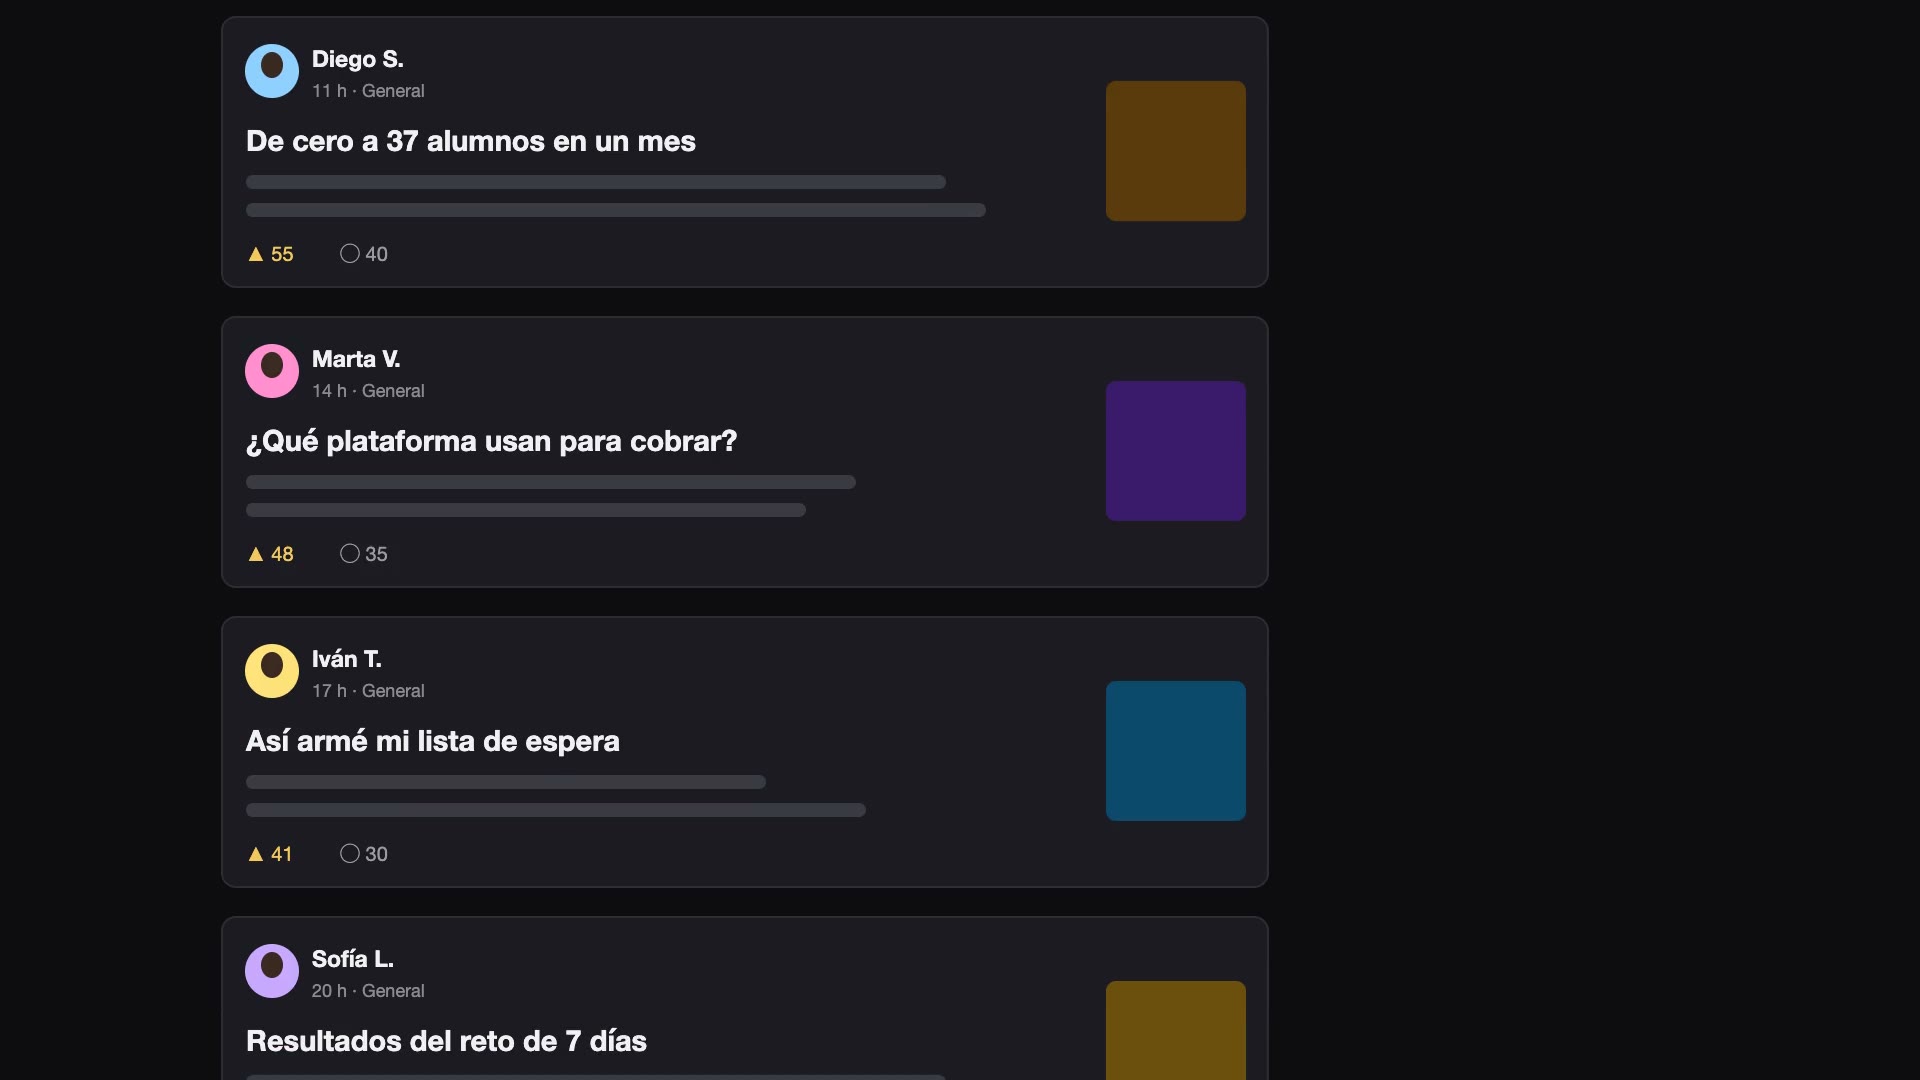 Diego S.
11 h · General
De cero a 37 alumnos en un mes
▲ 55 ◯ 40
Marta V.
14 h · General
¿Qué plataforma usan para cobrar?
▲ 48 ◯ 35
Iván T.
17 h · General
Así armé mi lista de espera
▲ 41 ◯ 30
Sofía L.
20 h · General
Resultados del reto de 7 días